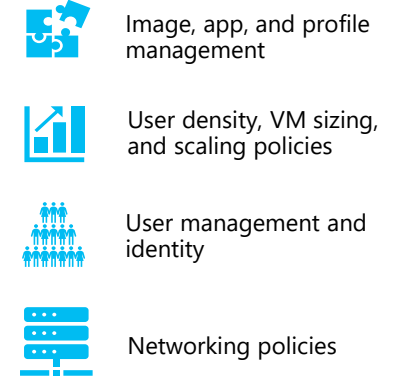 Image, app, and profile
management
User density, VM sizing,
and scaling policies
User management and
identity
Networking policies